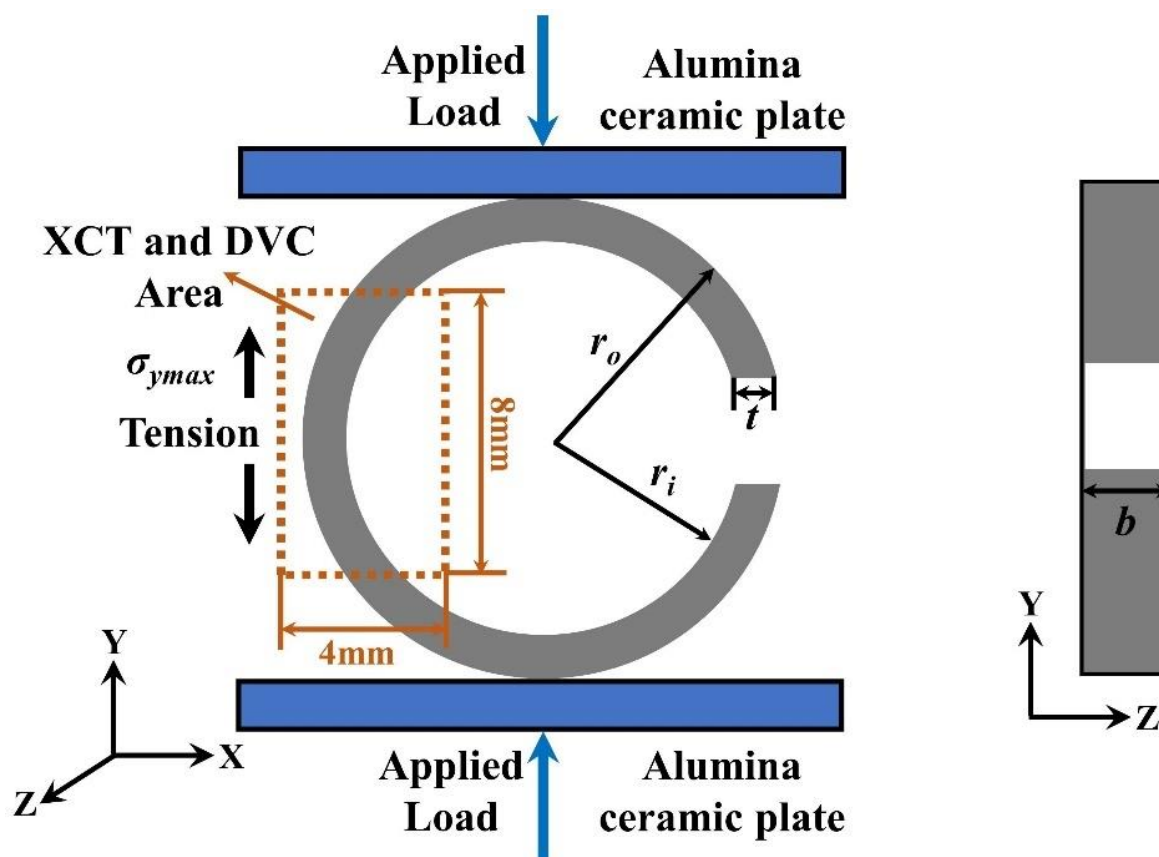 Applied
Load
Alumina
ceramic plate
XCT and DVC
Area
σymax
Tension
8mm
4mm
ro
ri
t
b
Y
X
Z
Y
Z
Applied
Load
Alumina
ceramic plate